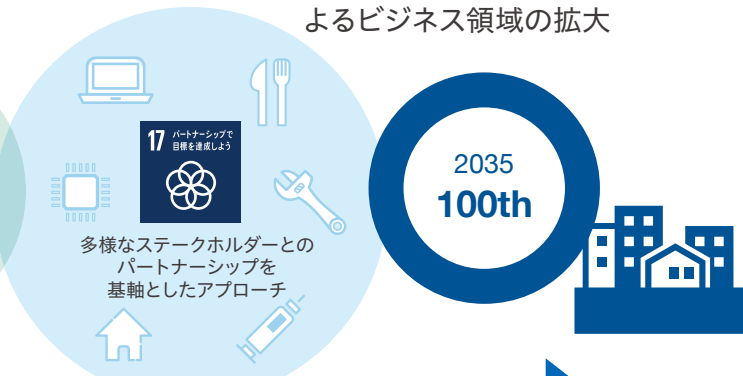 よるビジネス領域の拡大
17 パートナーシップで
目標を達成しよう
多様なステークホルダーとの
パートナーシップを
基軸としたアプローチ
2035
100th